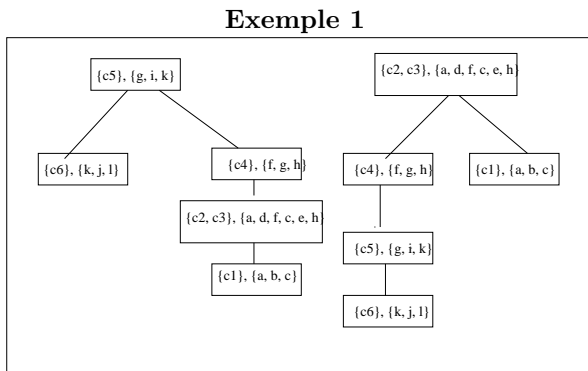 Exemple 1
{c5}, {g, i, k}
{c6}, {k, j, l}
{c4}, {f, g, h}
{c2, c3}, {a, d, f, c, e, h}
{c1}, {a, b, c}
{c2, c3}, {a, d, f, c, e, h}
{c4}, {f, g, h}
{c1}, {a, b, c}
{c5}, {g, i, k}
{c6}, {k, j, l}